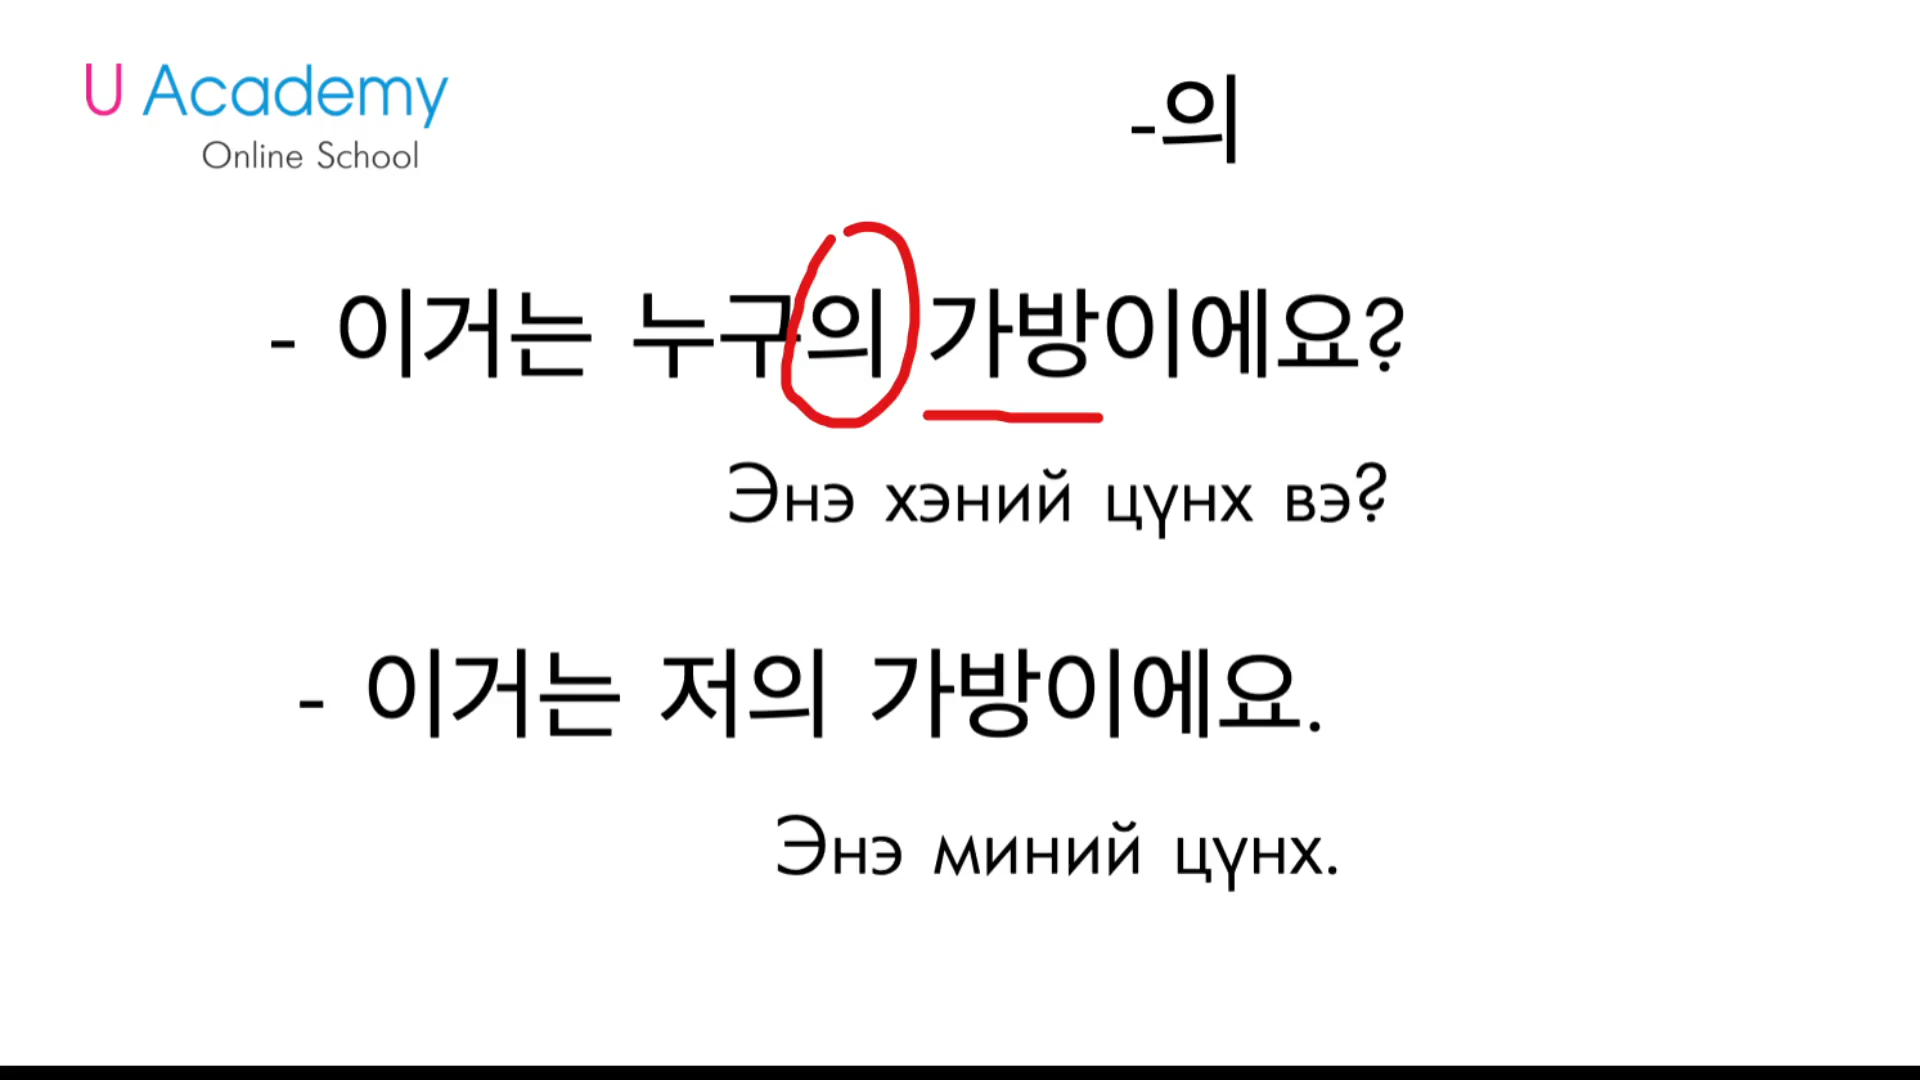 U Academy
Online School
-의
- 이거는 누구의 가방이에요?
Энэ хэний цүнх вэ?
- 이거는 저의 가방이에요.
Энэ миний цүнх.